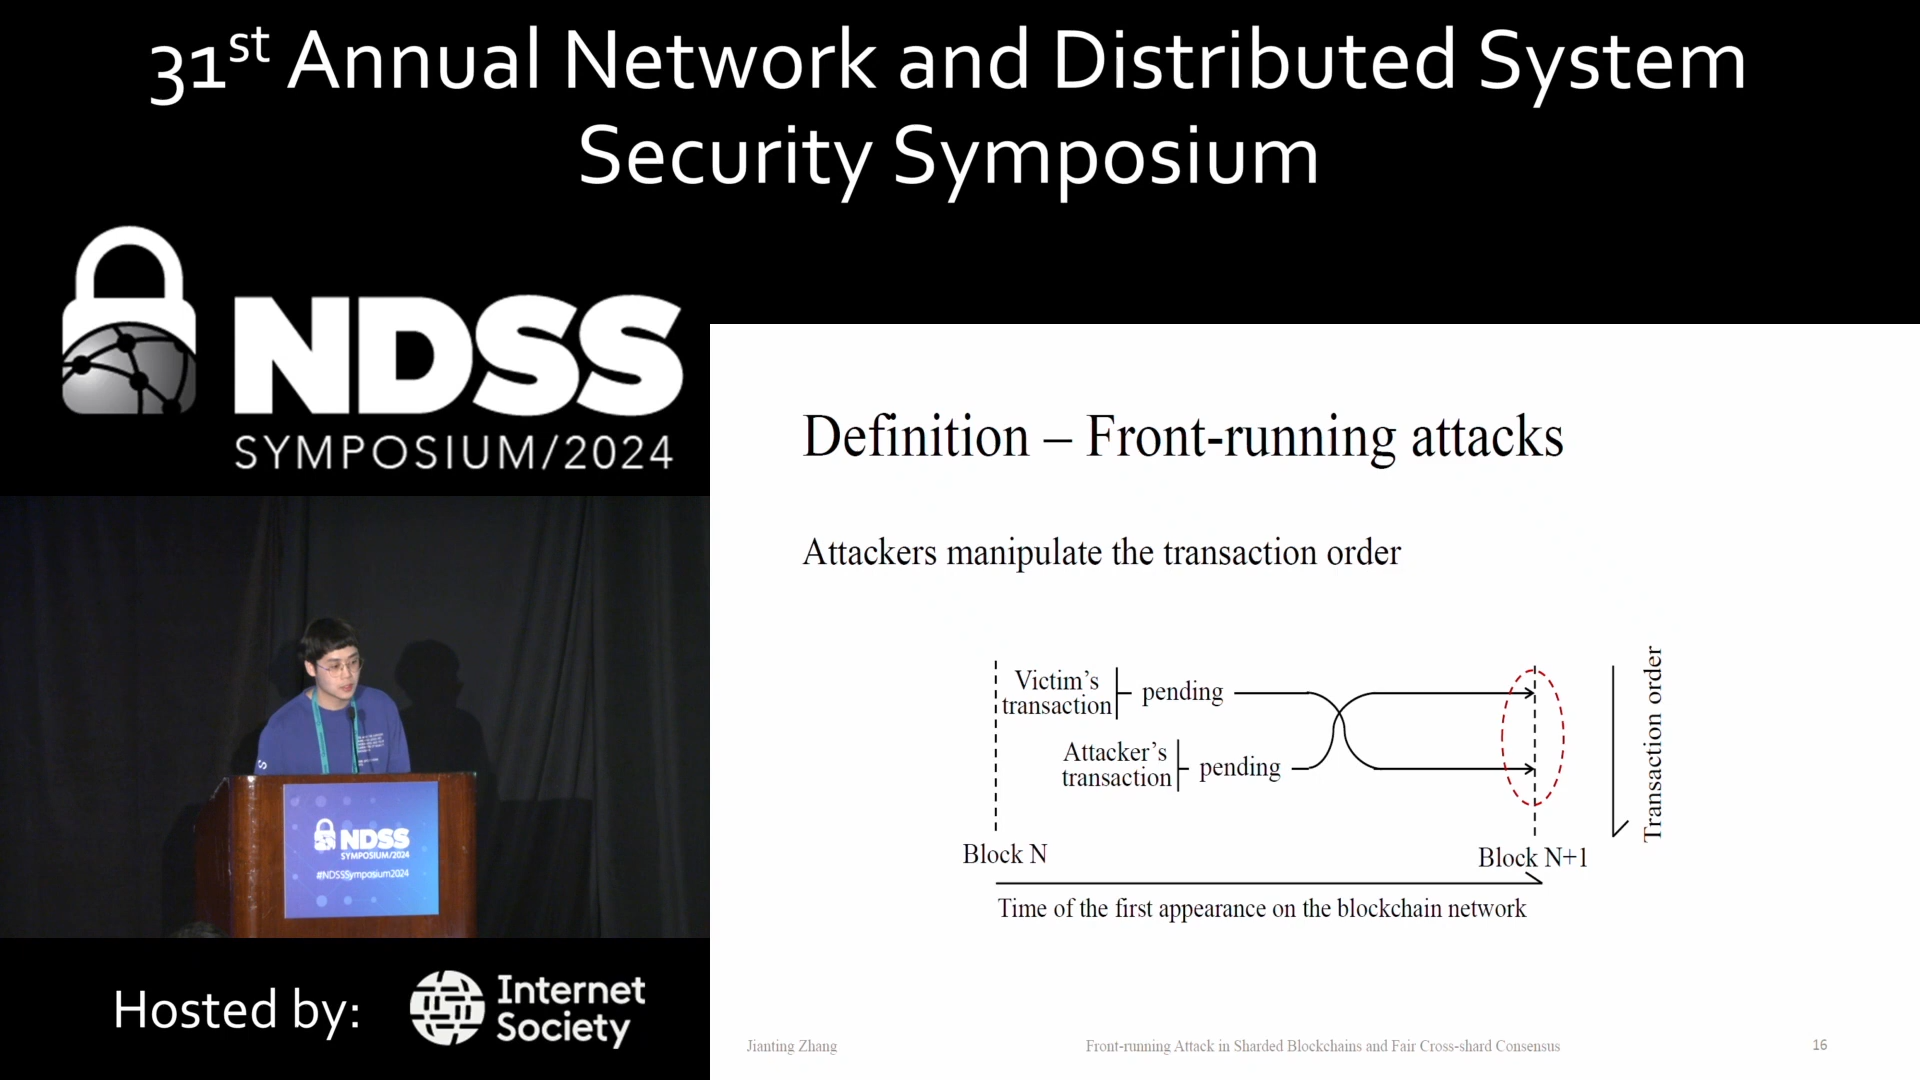 31st Annual Network and Distributed System
Security Symposium
NDSS
SYMPOSIUM/2024
Definition – Front-running attacks
Attackers manipulate the transaction order
Victim's
transaction
pending
Attacker's
transaction
pending
Transaction order
Block N
Block N+1
Time of the first appearance on the blockchain network
NDSS
SYMPOSIUM/2024
#NDSSSymposium2024
Hosted by:
Internet
Society
Jianting Zhang
Front-running Attack in Sharded Blockchains and Fair Cross-shard Consensus
16